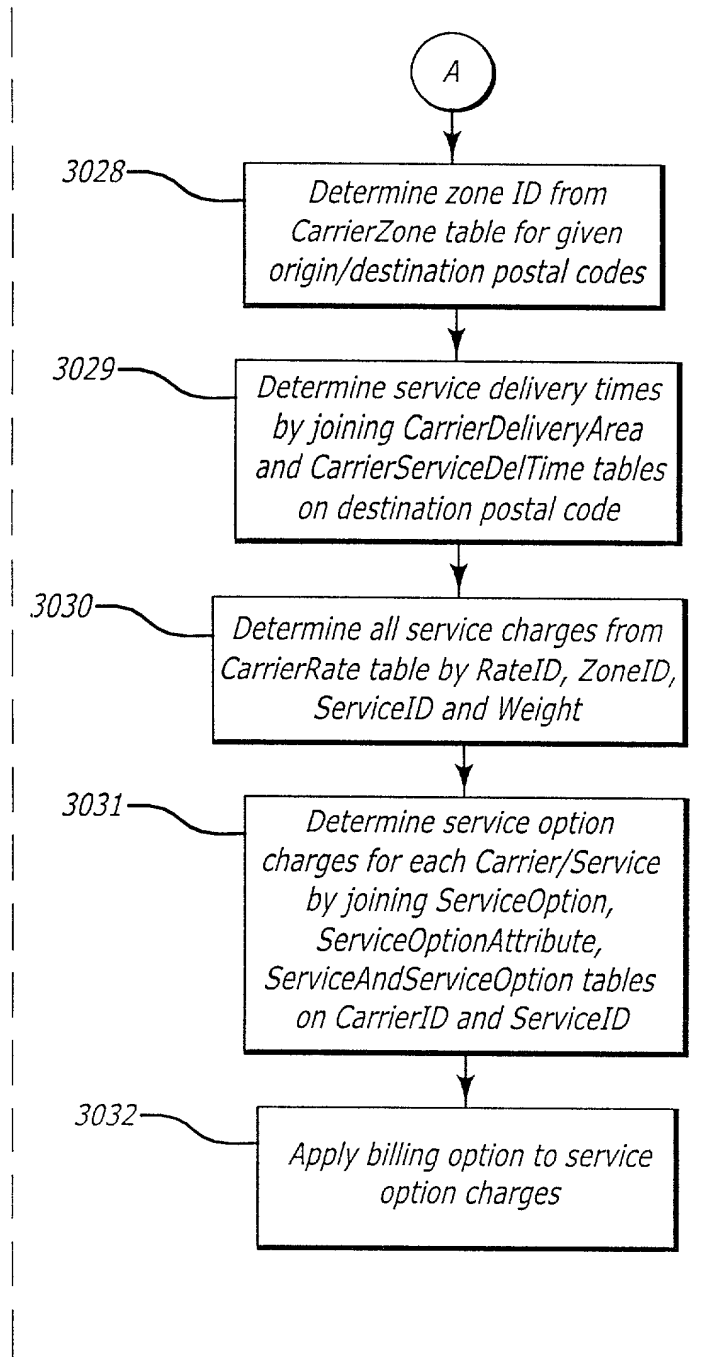 A
3028
Determine zone ID from
CarrierZone table for given
origin/destination postal codes
3029
Determine service delivery times
by joining CarrierDeliveryArea
and CarrierServiceDelTime tables
on destination postal code
3030
Determine all service charges from
CarrierRate table by RateID, ZoneID,
ServiceID and Weight
3031
Determine service option
charges for each Carrier/Service
by joining ServiceOption,
ServiceOptionAttribute,
ServiceAndServiceOption tables
on CarrierID and ServiceID
3032
Apply billing option to service
option charges